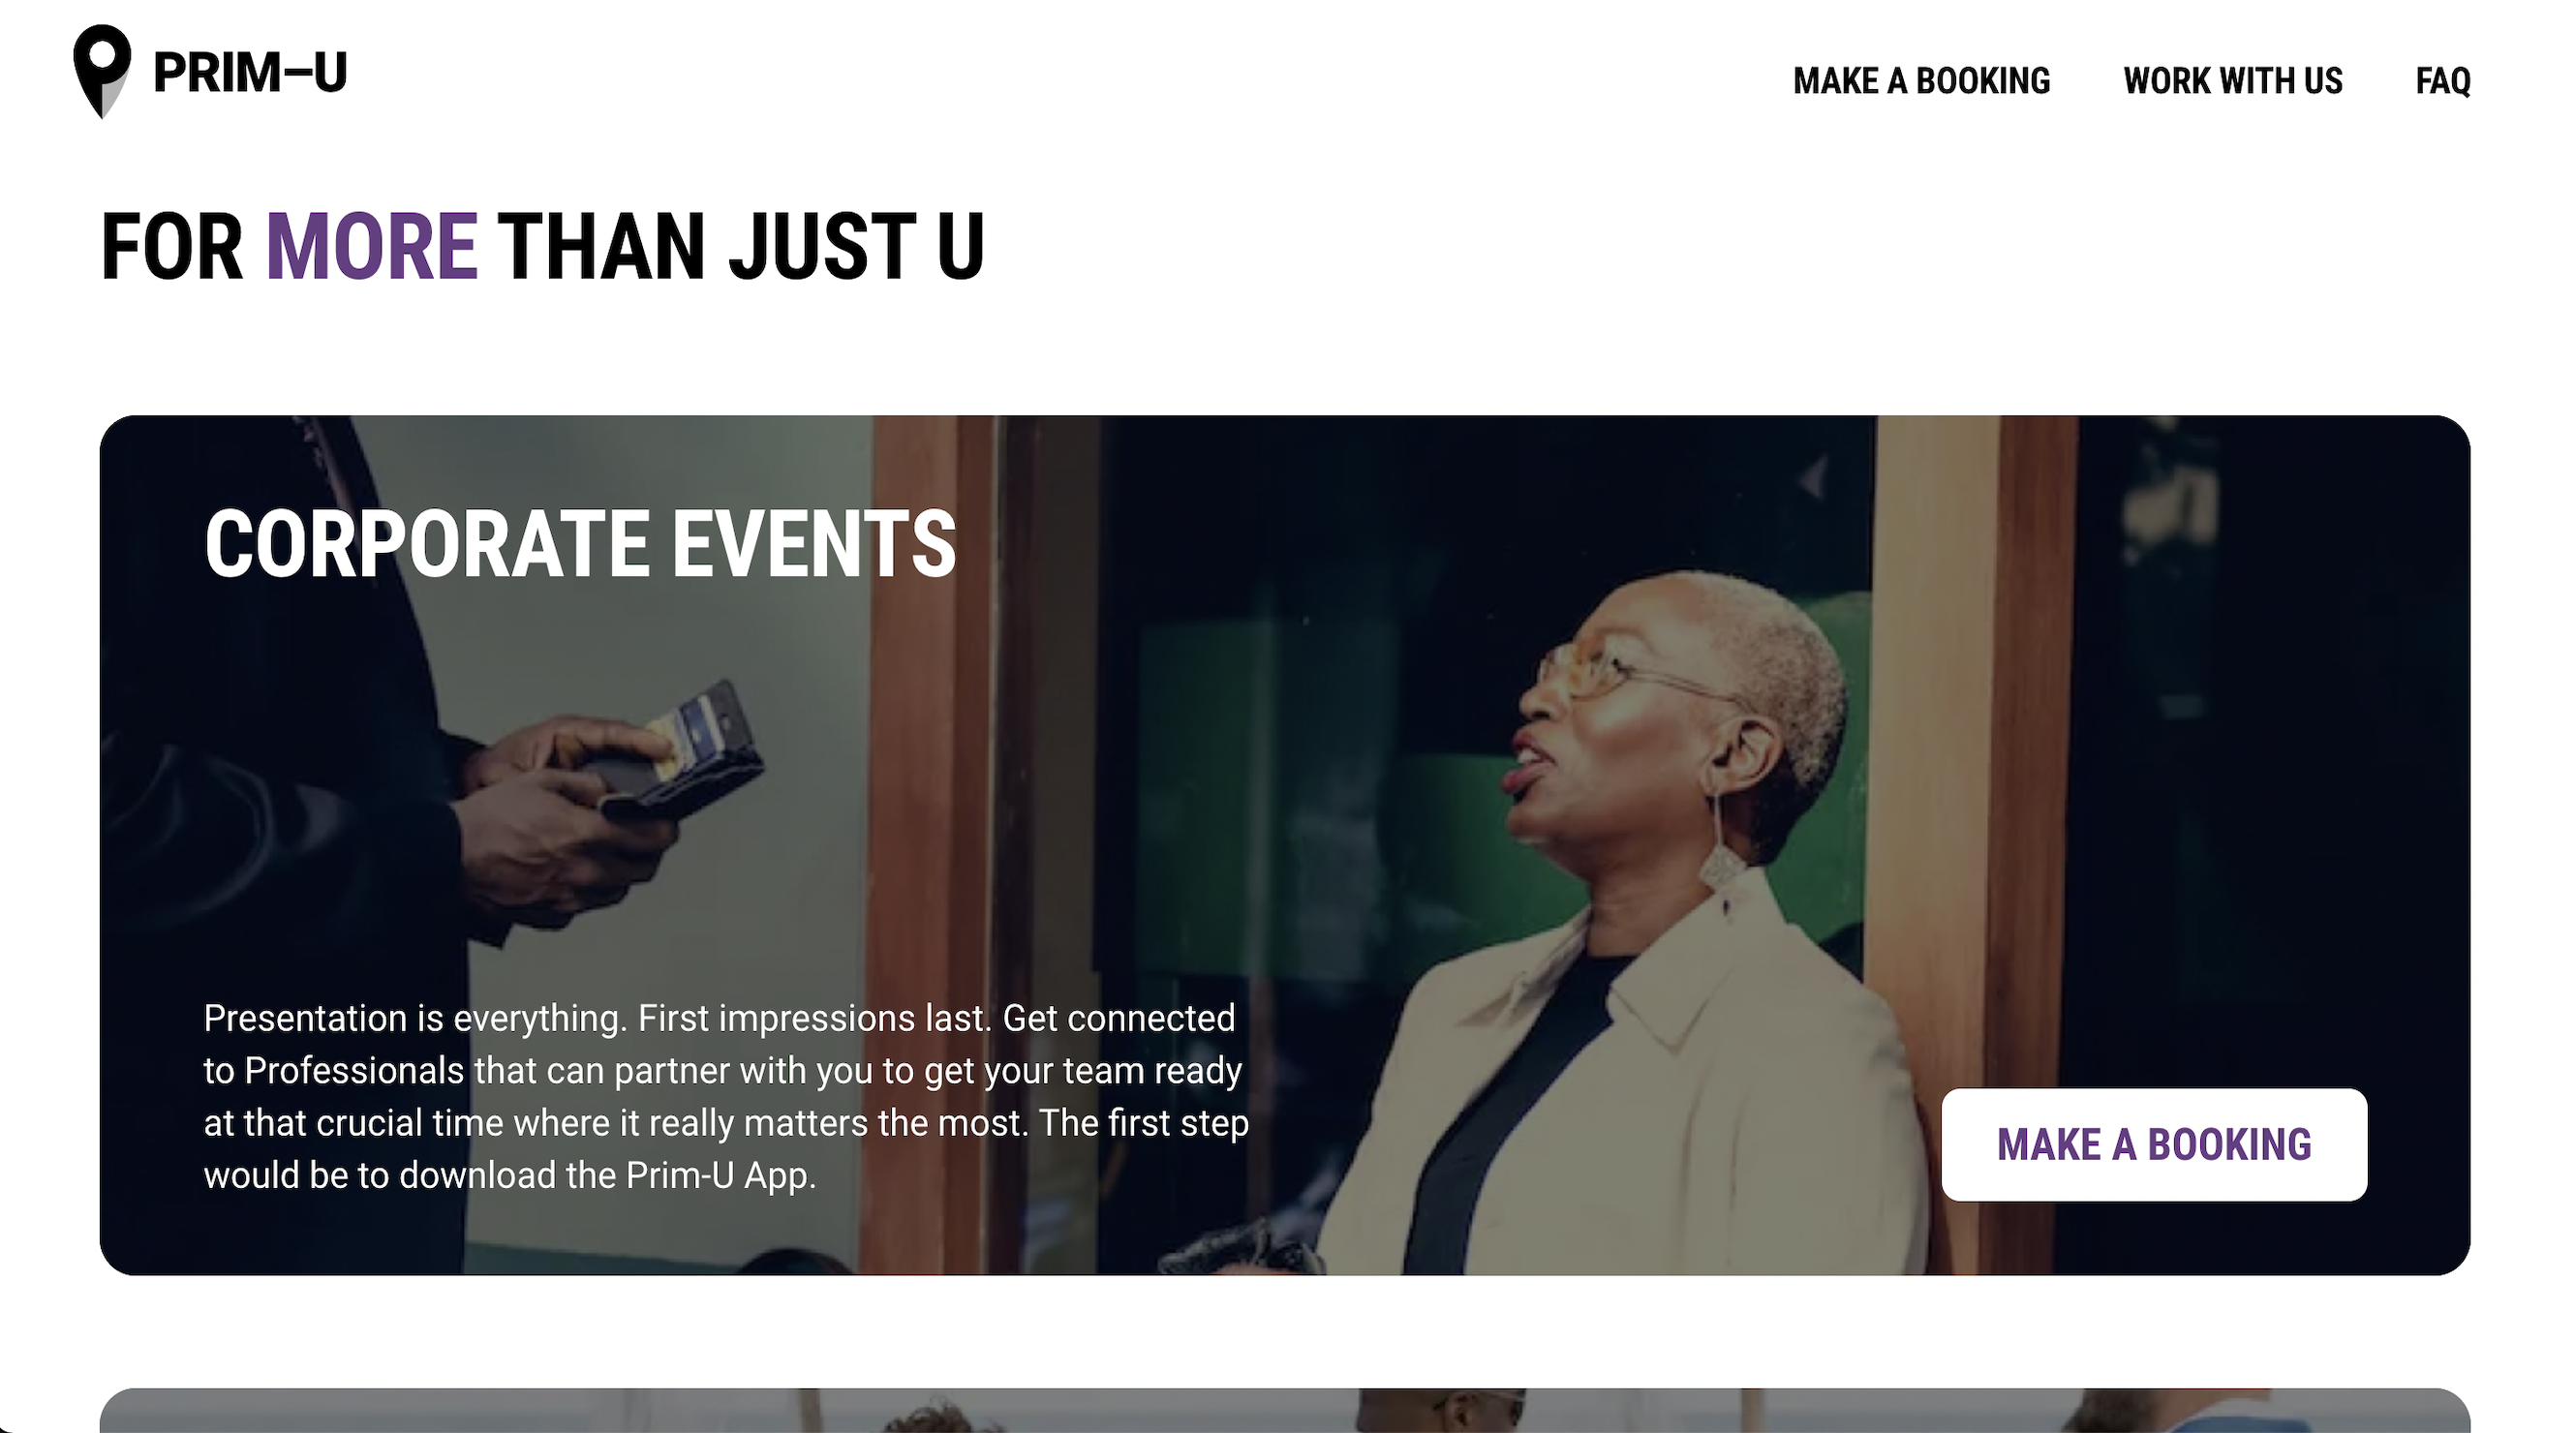 PRIM–U
MAKE A BOOKING
WORK WITH US
FAQ
FOR MORE THAN JUST U
CORPORATE EVENTS
Presentation is everything. First impressions last. Get connected
to Professionals that can partner with you to get your team ready
at that crucial time where it really matters the most. The first step
would be to download the Prim-U App.
MAKE A BOOKING